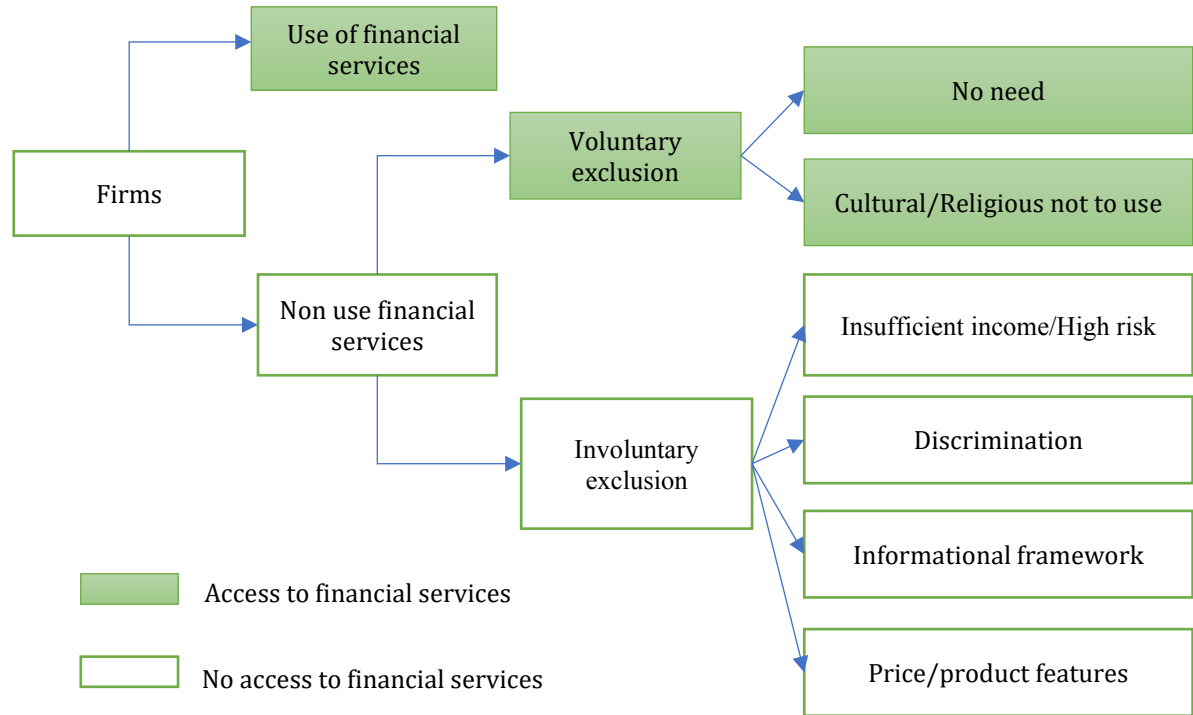 Use of financial
services
No need
Voluntary
exclusion
Firms
Cultural/Religious not to use
Non use financial
services
Insufficient income/High risk
Discrimination
Involuntary
exclusion
Informational framework
Access to financial services
Price/product features
No access to financial services